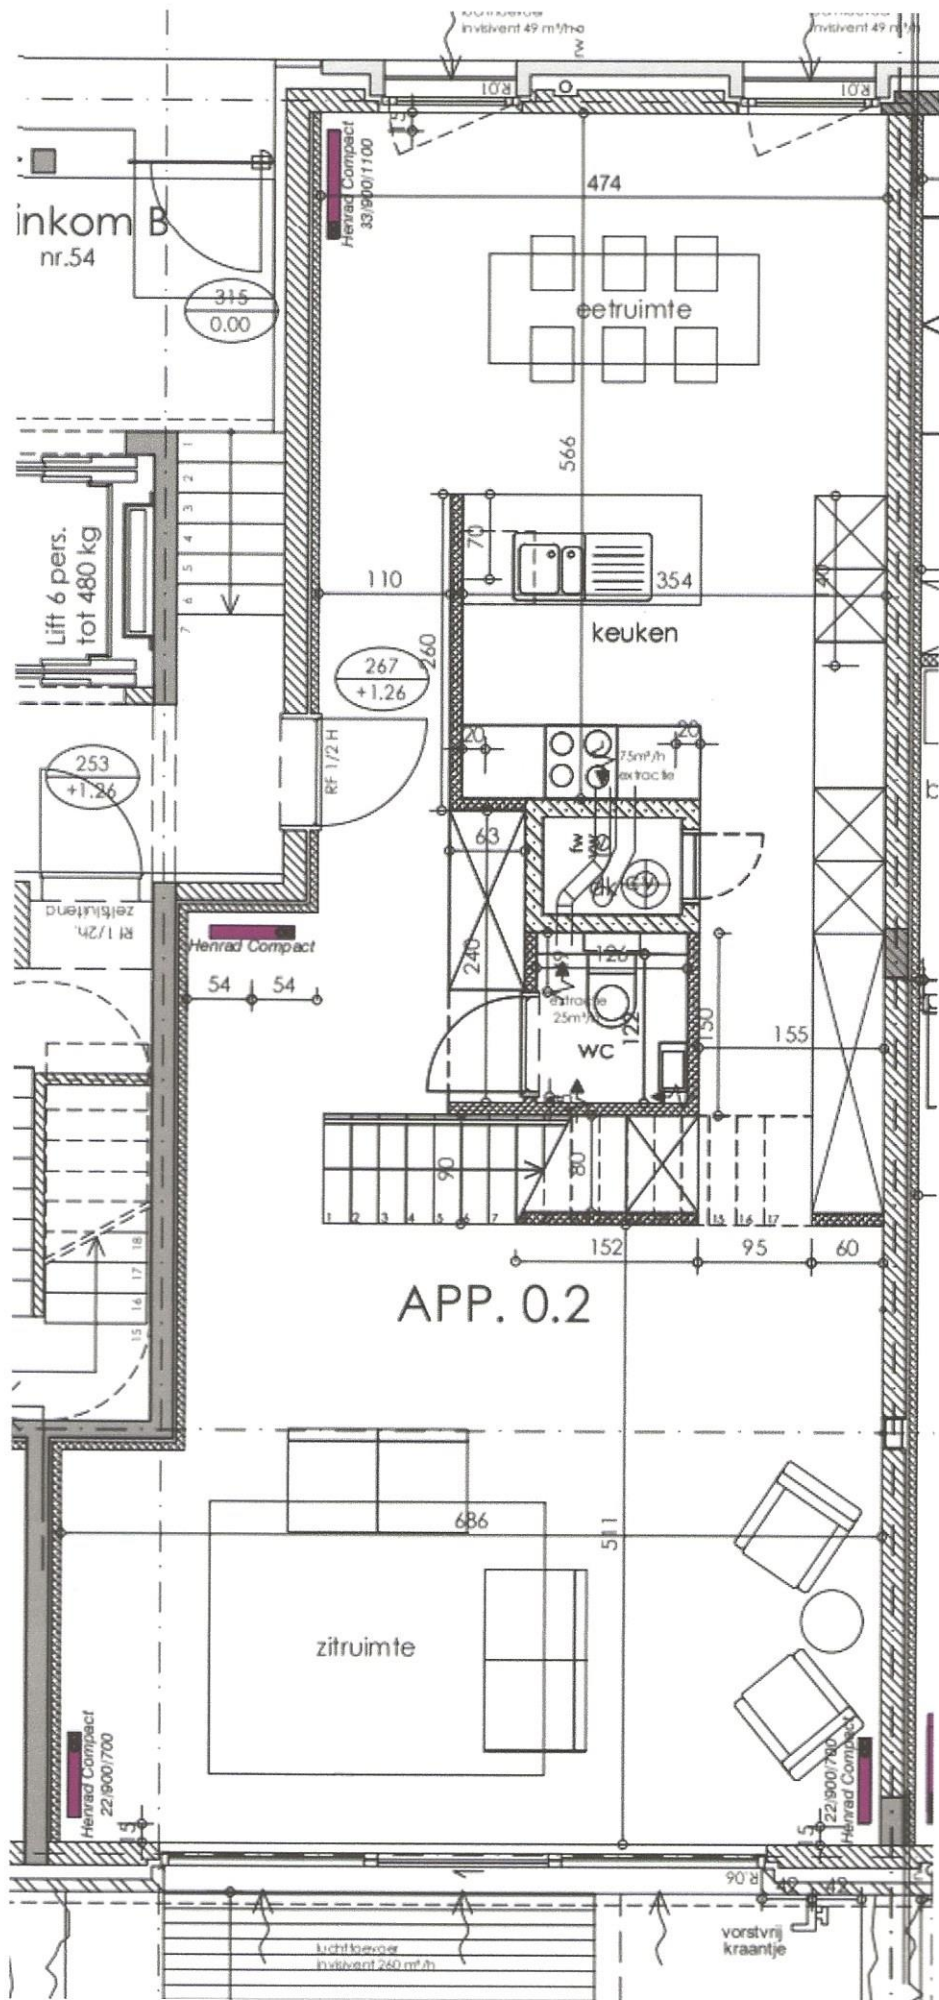 invisivent 49 m³/h
rw
invisivent 49 m³/h
R.01
R.01
15
Henrad Compact
33/900/1100
474
inkom B
nr.54
315
0.00
eetruimte
566
1
2
3
4
5
6
7
Lift 6 pers.
tot 480 kg
70
110
354
keuken
260
267
+1.26
Rf 1/2 H
20
20
75m³/h
extractie
253
+1.26
63
fw
cv
Rf 1/2h.
zelfsluitend
Henrad Compact
54
54
240
126
extractie
25m³/h
122
wc
150
155
90
80
1
2
3
4
5
6
7
15
16
17
152
95
60
18
17
16
15
APP. 0.2
686
511
zitruimte
Henrad Compact
22/900/700
22/900/700
Henrad Compact
15
15
1
R.06
42
42
vorstvrij
kraantje
luchttoevoer
invisivent 260 m³/h